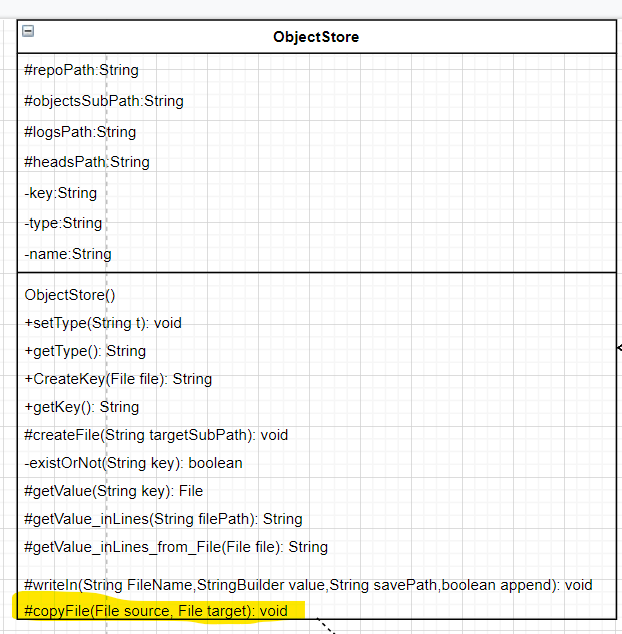 ObjectStore
#repoPath:String
#objectsSubPath:String
#logsPath:String
#headsPath:String
-key:String
-type:String
-name:String
ObjectStore()
+setType(String t): void
+getType(): String
+CreateKey(File file): String
+getKey(): String
#createFile(String targetSubPath): void
-existOrNot(String key): boolean
#getValue(String key): File
#getValue_inLines(String filePath): String
#getValue_inLines_from_File(File file): String
#writeIn(String FileName,StringBuilder value,String savePath,boolean append): void
#copyFile(File source, File target): void